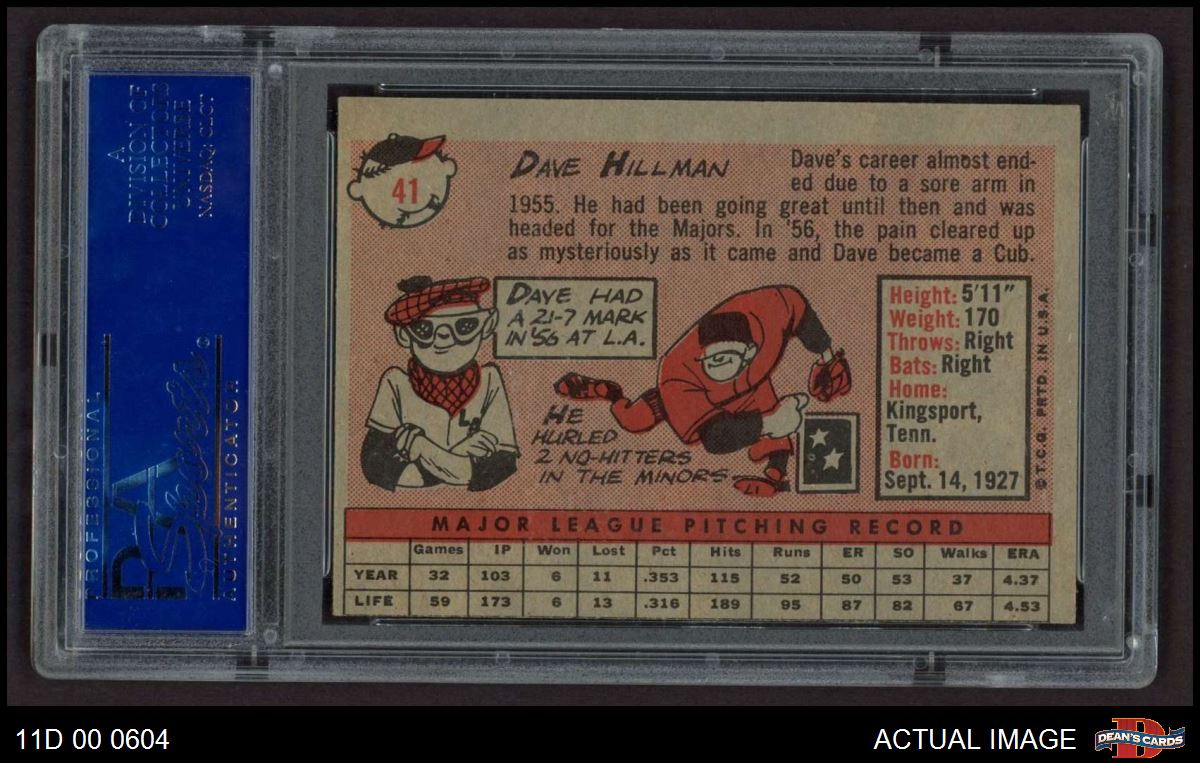 A
DIVISION OF
COLLECTORS
UNIVERSE
NASDAQ: CLCT
PROFESSIONAL
PSA
Sports
AUTHENTICATOR
®
41
DAVE HILLMAN
Dave's career almost end-
ed due to a sore arm in
1955. He had been going great until then and was
headed for the Majors. In '56, the pain cleared up
as mysteriously as it came and Dave became a Cub.
DAVE HAD
A 21-7 MARK
IN '56 AT L.A.
LA
HE
HURLED
2 NO-HITTERS
IN THE MINORS.
Height: 5'11"
Weight: 170
Throws: Right
Bats: Right
Home:
Kingsport,
Tenn.
Born:
Sept. 14, 1927
© T.C.G. PRTD. IN U.S.A.
MAJOR LEAGUE PITCHING RECORD
Games IP Won Lost Pct Hits Runs ER SO Walks ERA
YEAR 32 103 6 11 .353 115 52 50 53 37 4.37
LIFE 59 173 6 13 .316 189 95 87 82 67 4.53
11D 00 0604
ACTUAL IMAGE
D
DEAN'S CARDS